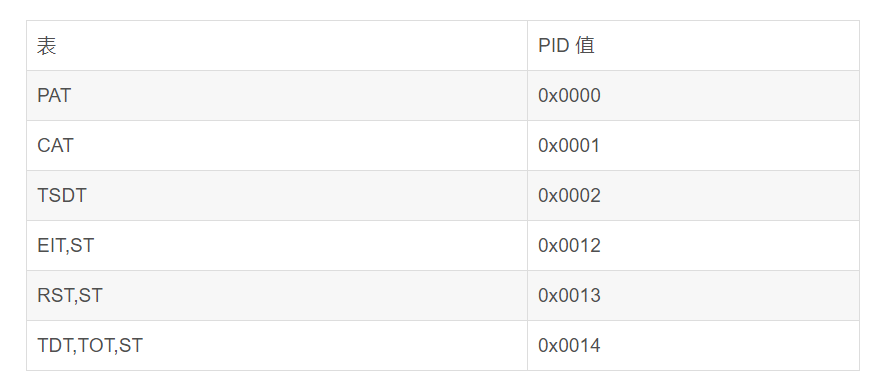 表 PID 值
PAT 0x0000
CAT 0x0001
TSDT 0x0002
EIT,ST 0x0012
RST,ST 0x0013
TDT,TOT,ST 0x0014